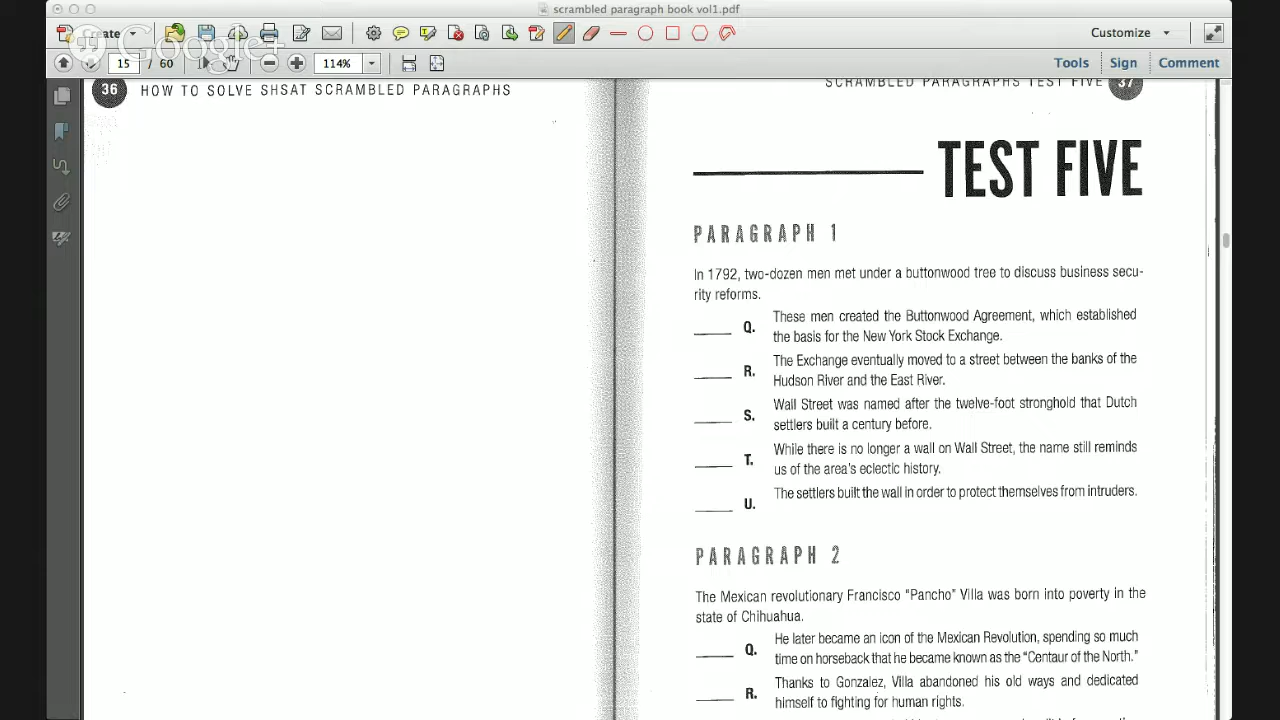 scrambled paragraph book vol1.pdf
Create
Customize
Google+
15 / 60
114%
Tools
Sign
Comment
36 HOW TO SOLVE SHSAT SCRAMBLED PARAGRAPHS
SCRAMBLED PARAGRAPHS TEST FIVE 37
TEST FIVE
PARAGRAPH 1
In 1792, two-dozen men met under a buttonwood tree to discuss business secu-
rity reforms.
Q. These men created the Buttonwood Agreement, which established
the basis for the New York Stock Exchange.
R. The Exchange eventually moved to a street between the banks of the
Hudson River and the East River.
S. Wall Street was named after the twelve-foot stronghold that Dutch
settlers built a century before.
T. While there is no longer a wall on Wall Street, the name still reminds
us of the area's eclectic history.
U. The settlers built the wall in order to protect themselves from intruders.
PARAGRAPH 2
The Mexican revolutionary Francisco “Pancho” Villa was born into poverty in the
state of Chihuahua.
Q. He later became an icon of the Mexican Revolution, spending so much
time on horseback that he became known as the “Centaur of the North.”
R. Thanks to Gonzalez, Villa abandoned his old ways and dedicated
himself to fighting for human rights.